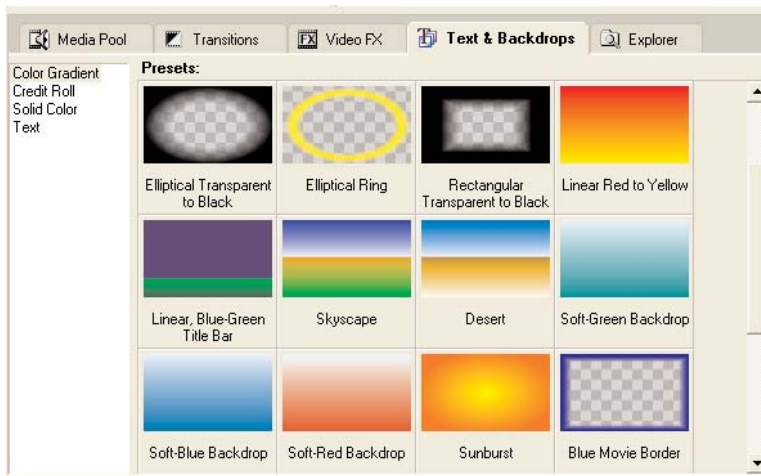 Media Pool
Transitions
FX Video FX
Text & Backdrops
Explorer
Color Gradient
Credit Roll
Solid Color
Text
Presets:
Elliptical Transparent
to Black
Elliptical Ring
Rectangular
Transparent to Black
Linear Red to Yellow
Linear, Blue-Green
Title Bar
Skyscape
Desert
Soft-Green Backdrop
Soft-Blue Backdrop
Soft-Red Backdrop
Sunburst
Blue Movie Border